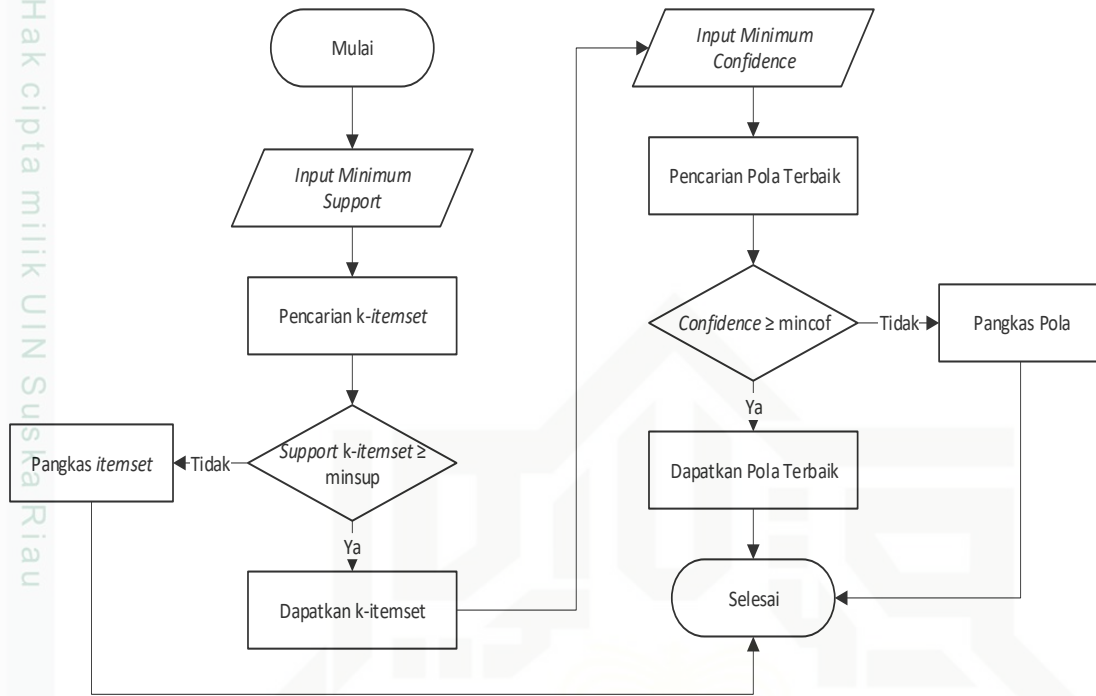 Hak cipta milik UIN Suska Riau
Mulai
Input Minimum
Support
Pencarian k-itemset
Support k-itemset ≥
minsup
Tidak
Pangkas itemset
Ya
Dapatkan k-itemset
Input Minimum
Confidence
Pencarian Pola Terbaik
Confidence ≥ mincof
Tidak
Pangkas Pola
Ya
Dapatkan Pola Terbaik
Selesai